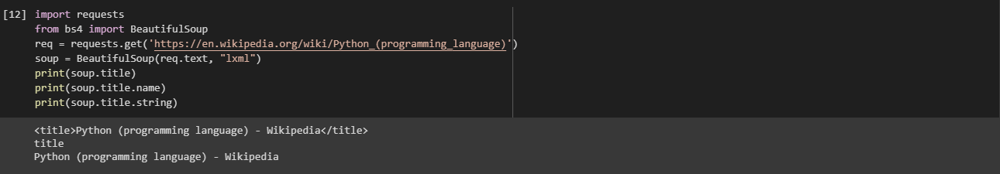 [12] import requests
from bs4 import BeautifulSoup
req = requests.get('https://en.wikipedia.org/wiki/Python_(programming_language)')
soup = BeautifulSoup(req.text, "lxml")
print(soup.title)
print(soup.title.name)
print(soup.title.string)
<title>Python (programming language) - Wikipedia</title>
title
Python (programming language) - Wikipedia